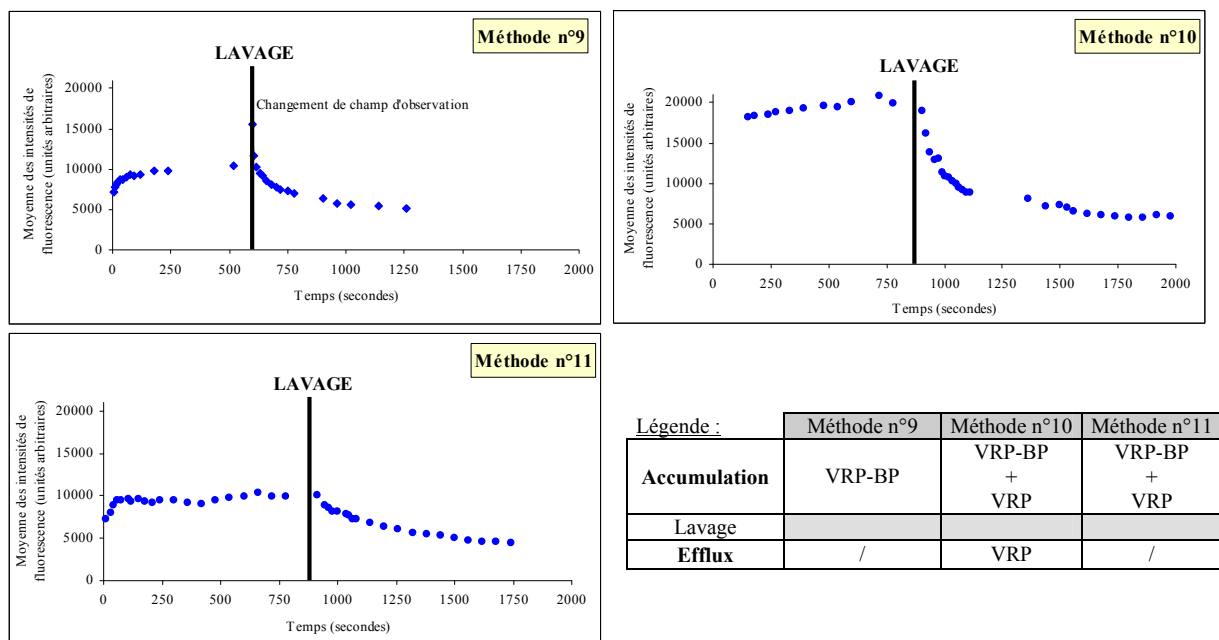 Méthode n°9
LAVAGE
Changement de champ d'observation
Moyenne des intensités de
fluorescence (unités arbitraires)
20000
15000
10000
5000
0
0 250 500 750 1000 1250 1500 1750 2000
Temps (secondes)
Méthode n°10
LAVAGE
Moyenne des intensités de
fluorescence (unités arbitraires)
20000
15000
10000
5000
0
0 250 500 750 1000 1250 1500 1750 2000
Temps (secondes)
Méthode n°11
LAVAGE
Moyenne des intensités de
fluorescence (unités arbitraires)
20000
15000
10000
5000
0
0 250 500 750 1000 1250 1500 1750 2000
Temps (secondes)
Légende : Méthode n°9 Méthode n°10 Méthode n°11
VRP-BP VRP-BP
Accumulation VRP-BP + +
VRP VRP
Lavage
Efflux / VRP /